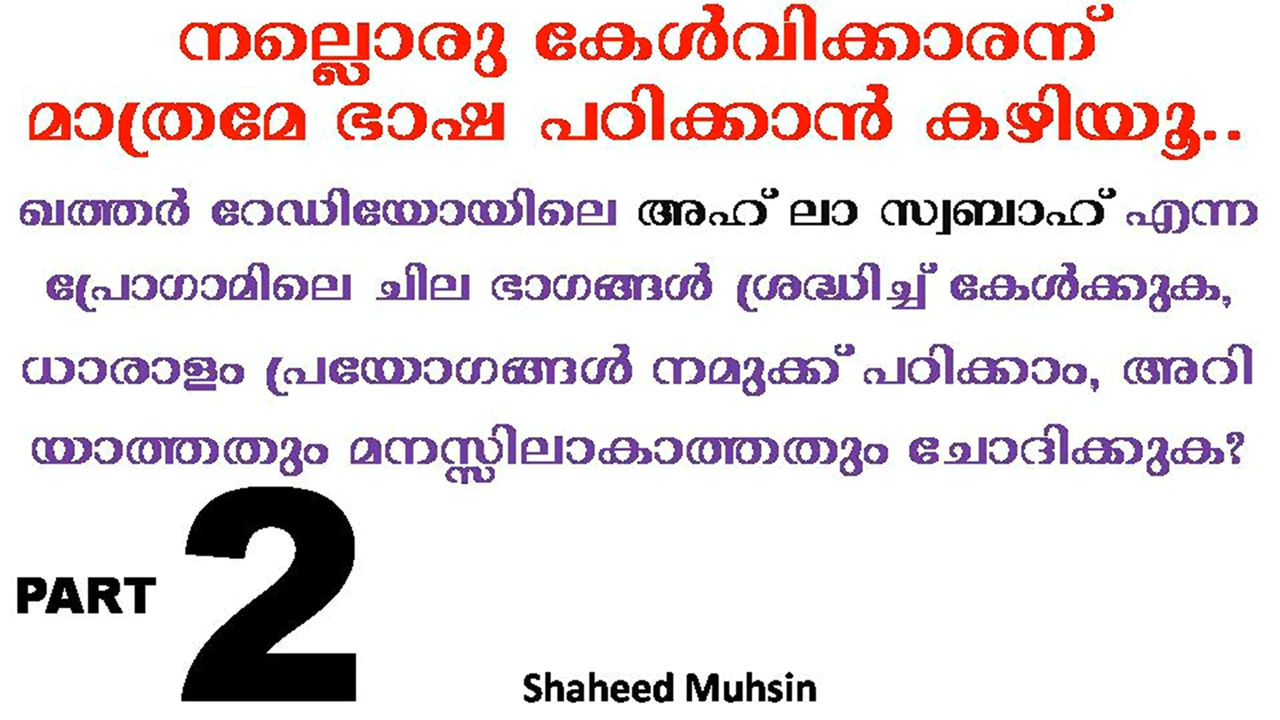 നല്ലൊരു കേൾവിക്കാരന്
മാത്രമേ ഭാഷ പഠിക്കാൻ കഴിയൂ..
ഖത്തർ റേഡിയോയിലെ അഹ് ലാ സ്വബാഹ് എന്ന
പ്രോഗാമിലെ ചില ഭാഗങ്ങൾ ശ്രദ്ധിച്ച് കേൾക്കുക,
ധാരാളം പ്രയോഗങ്ങൾ നമുക്ക് പഠിക്കാം, അറി
യാത്തതും മനസ്സിലാകാത്തതും ചോദിക്കുക?
PART 2
Shaheed Muhsin